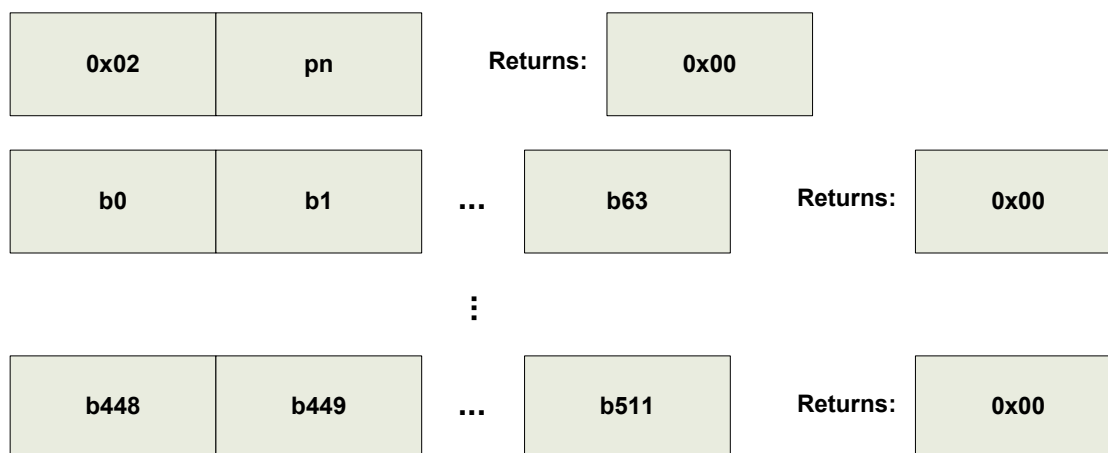 0x02 pn Returns: 0x00
b0 b1 ... b63 Returns: 0x00
⋮
b448 b449 ... b511 Returns: 0x00